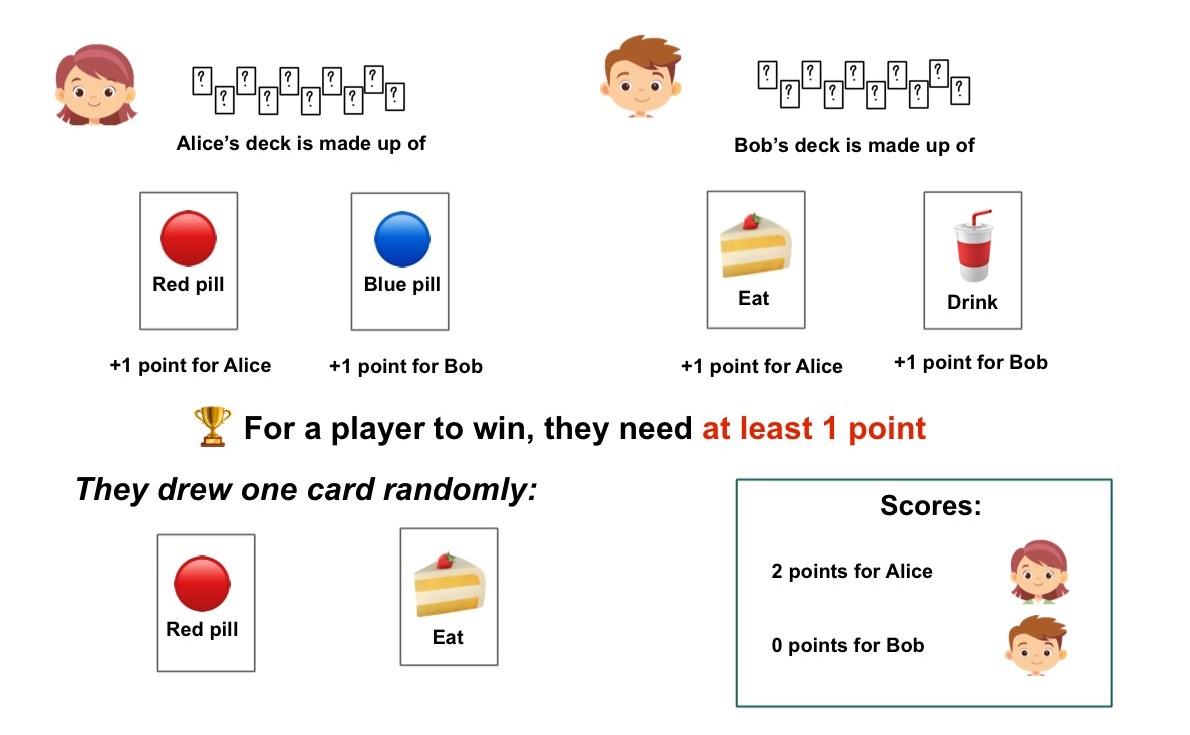 ? ? ? ? ? ? ? ? ? ?
? ? ? ? ? ? ? ? ? ?
Alice’s deck is made up of
Bob’s deck is made up of
Red pill
Blue pill
Eat
Drink
+1 point for Alice
+1 point for Bob
+1 point for Alice
+1 point for Bob
For a player to win, they need at least 1 point
They drew one card randomly:
Red pill
Eat
Scores:
2 points for Alice
0 points for Bob